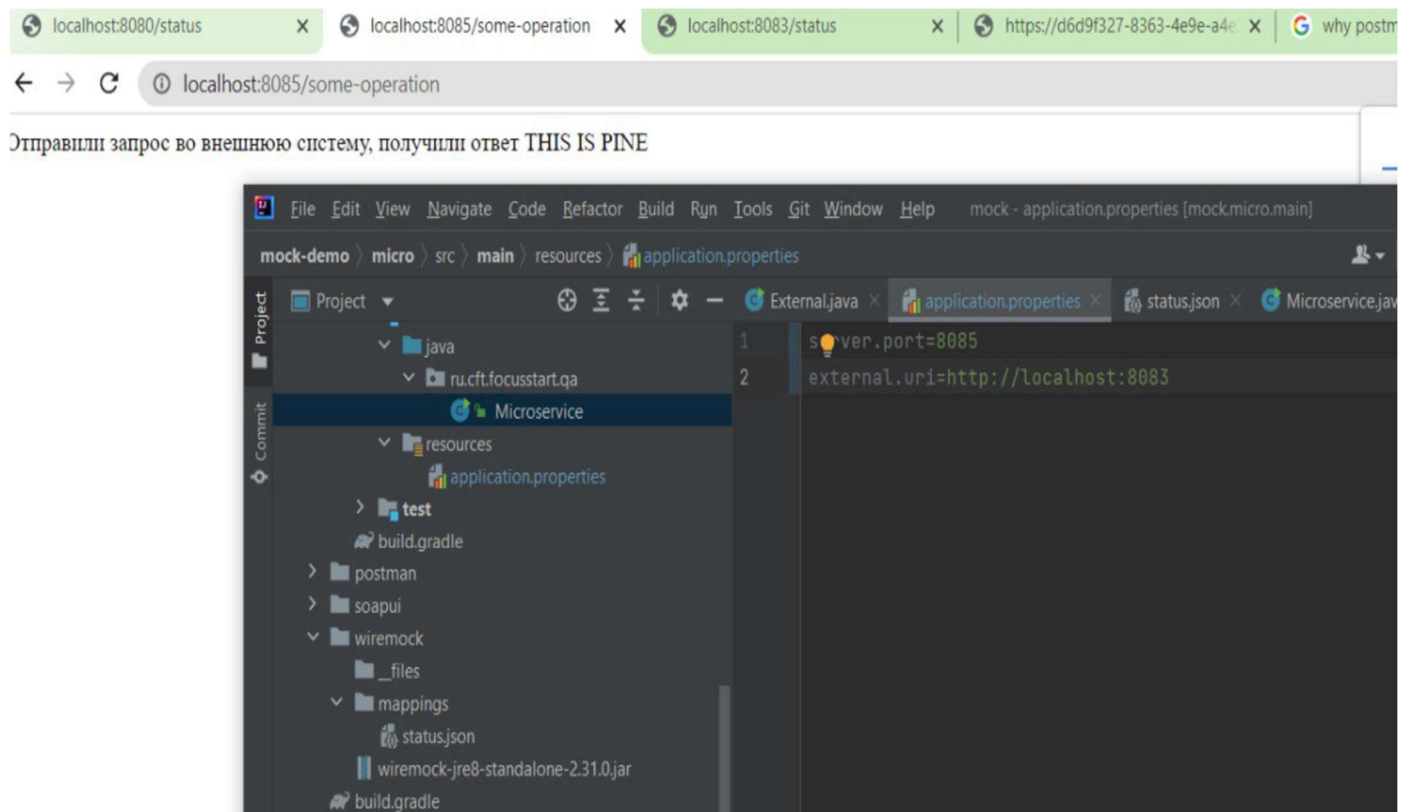 localhost:8080/status
localhost:8085/some-operation
localhost:8083/status
https://d6d9f327-8363-4e9e-a4e
why postm
localhost:8085/some-operation
Отправили запрос во внешнюю систему, получили ответ THIS IS PINE
File Edit View Navigate Code Refactor Build Run Tools Git Window Help mock - application.properties [mock.micro.main]
mock-demo micro src main resources application.properties
Project
External.java
application.properties
status.json
Microservice.jav
Project
Commit
java
ru.cft.focusstart.qa
Microservice
resources
application.properties
test
build.gradle
postman
soapui
wiremock
__files
mappings
status.json
wiremock-jre8-standalone-2.31.0.jar
build.gradle
1 server.port=8085
2 external.uri=http://localhost:8083